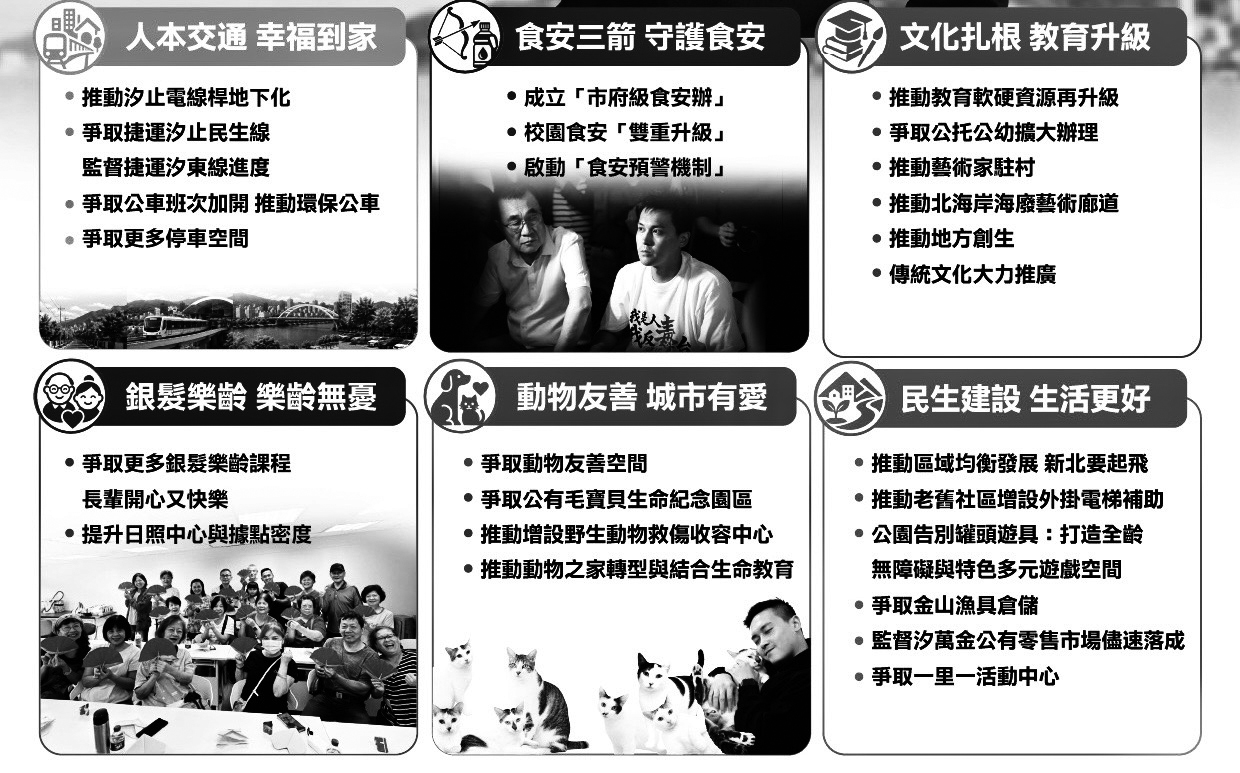 人本交通 幸福到家
推動汐止電線桿地下化
爭取捷運汐止民生線
監督捷運汐東線進度
爭取公車班次加開 推動環保公車
爭取更多停車空間
食安三箭 守護食安
成立「市府級食安辦」
校園食安「雙重升級」
啟動「食安預警機制」
我是人
我反毒
文化扎根 教育升級
推動教育軟硬資源再升級
爭取公托公幼擴大辦理
推動藝術家駐村
推動北海岸海廢藝術廊道
推動地方創生
傳統文化大力推廣
銀髮樂齡 樂齡無憂
爭取更多銀髮樂齡課程
長輩開心又快樂
提升日照中心與據點密度
動物友善 城市有愛
爭取動物友善空間
爭取公有毛寶貝生命紀念園區
推動增設野生動物救傷收容中心
推動動物之家轉型與結合生命教育
民生建設 生活更好
推動區域均衡發展 新北要起飛
推動老舊社區增設外掛電梯補助
公園告別罐頭遊具：打造全齡
無障礙與特色多元遊戲空間
爭取金山漁具倉儲
監督汐萬金公有零售市場儘速落成
爭取一里一活動中心